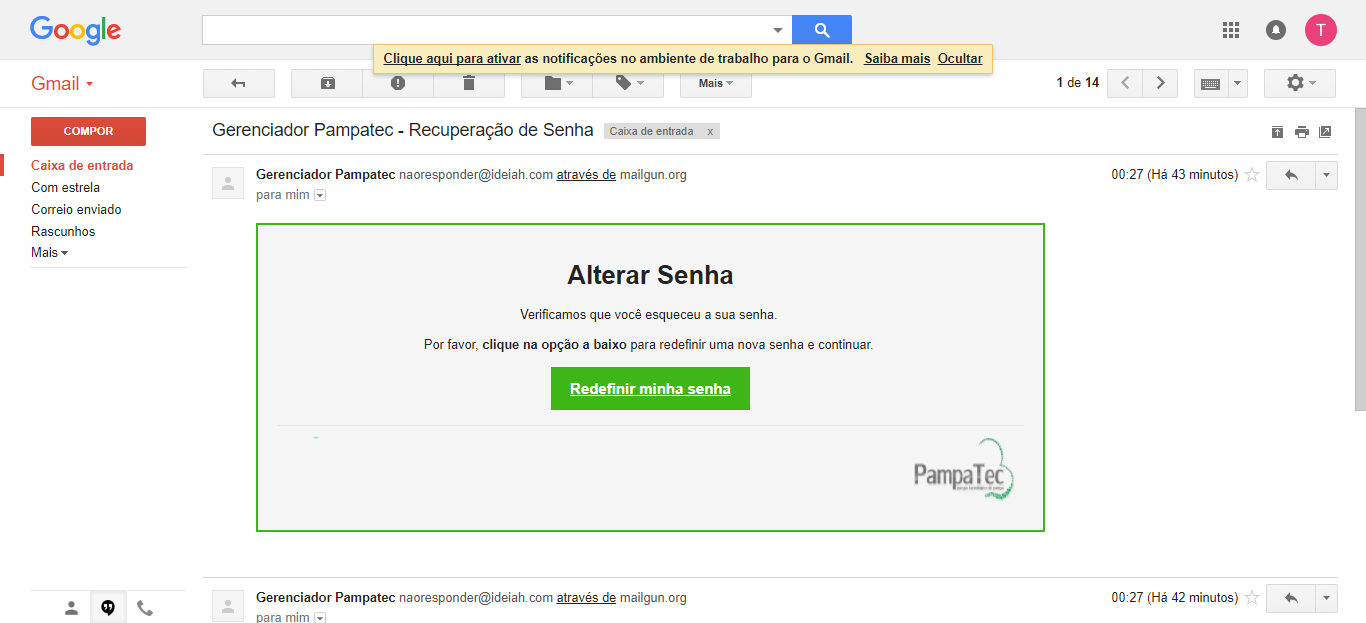 Google
T
Clique aqui para ativar as notificações no ambiente de trabalho para o Gmail. Saiba mais Ocultar
Gmail
Mais
1 de 14
COMPOR
Gerenciador Pampatec - Recuperação de Senha
Caixa de entrada x
Caixa de entrada
Com estrela
Correio enviado
Rascunhos
Mais
Gerenciador Pampatec naoresponder@ideiah.com através de mailgun.org
00:27 (Há 43 minutos)
para mim
Alterar Senha
Verificamos que você esqueceu a sua senha.
Por favor, clique na opção a baixo para redefinir uma nova senha e continuar.
Redefinir minha senha
PampaTec
Gerenciador Pampatec naoresponder@ideiah.com através de mailgun.org
00:27 (Há 42 minutos)
para mim